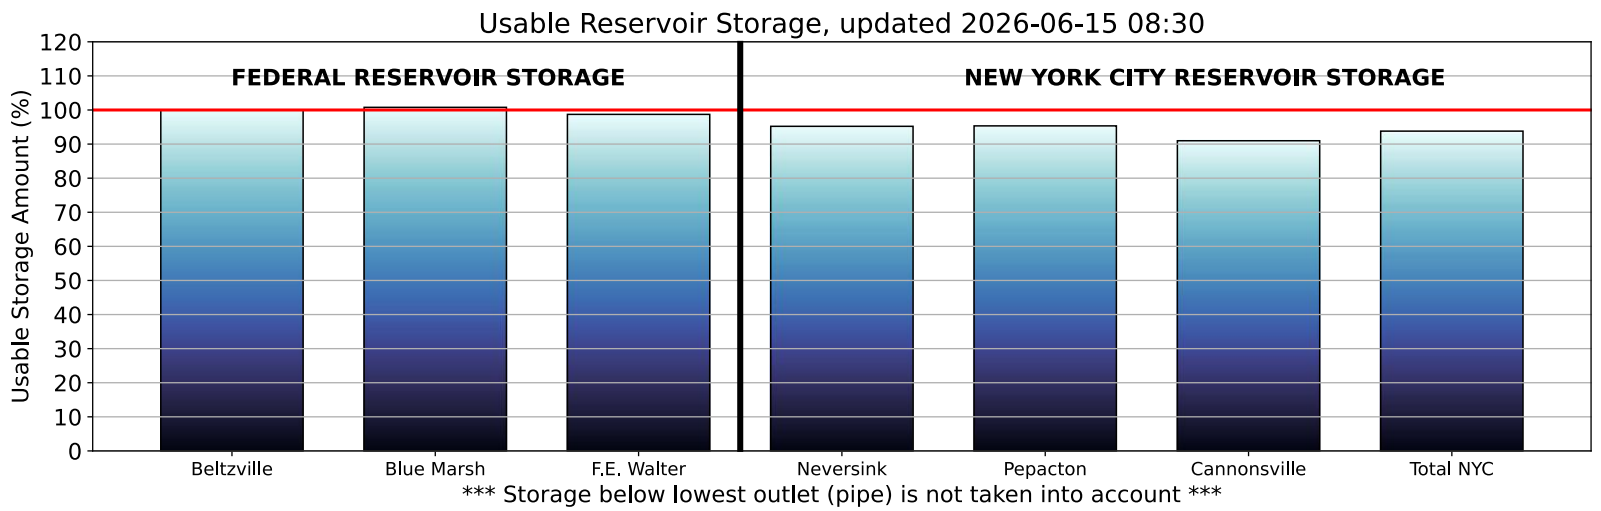 Usable Reservoir Storage, updated 2026-06-15 08:30
FEDERAL RESERVOIR STORAGE
NEW YORK CITY RESERVOIR STORAGE
Usable Storage Amount (%)
120
110
100
90
80
70
60
50
40
30
20
10
0
Beltzville
Blue Marsh
F.E. Walter
Neversink
Pepacton
Cannonsville
Total NYC
*** Storage below lowest outlet (pipe) is not taken into account ***